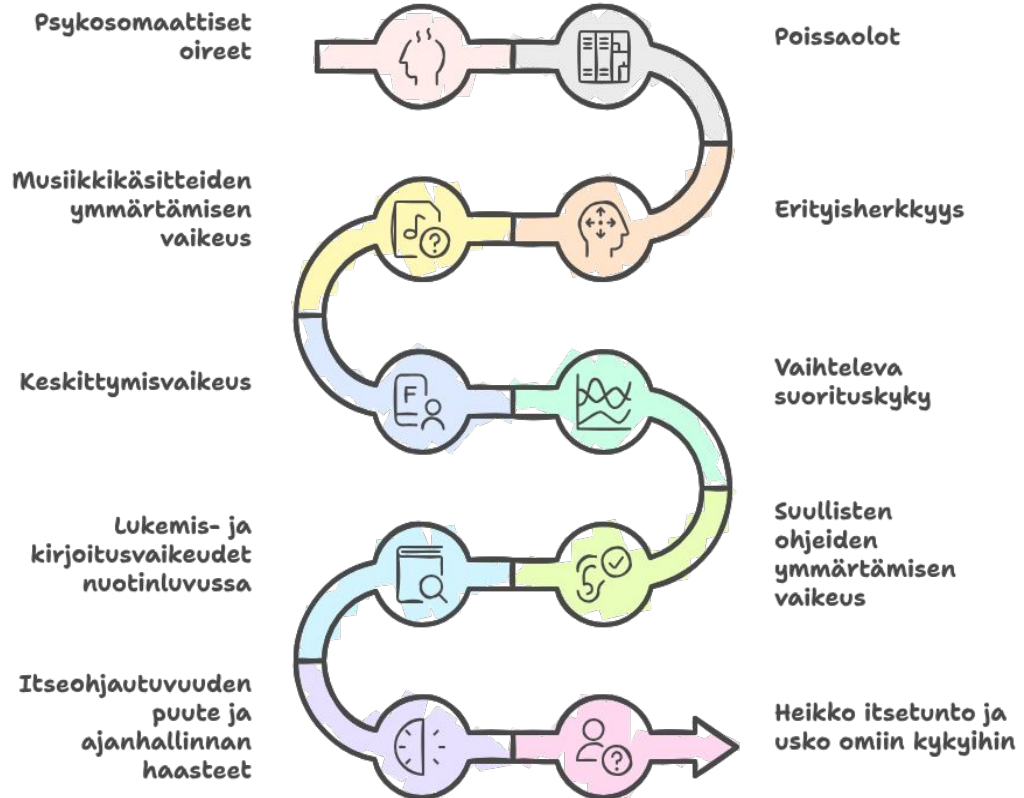 Psykosomaattiset
oireet
Poissaolot
Musiikkikäsitteiden
ymmärtämisen
vaikeus
Erityisherkkyys
Keskittymisvaikeus
F
Vaihteleva
suorituskyky
Lukemis- ja
kirjoitusvaikeudet
nuotinluvussa
Suullisten
ohjeiden
ymmärtämisen
vaikeus
Itseohjautuvuuden
puute ja
ajanhallinnan
haasteet
Heikko itsetunto ja
usko omiin kykyihin